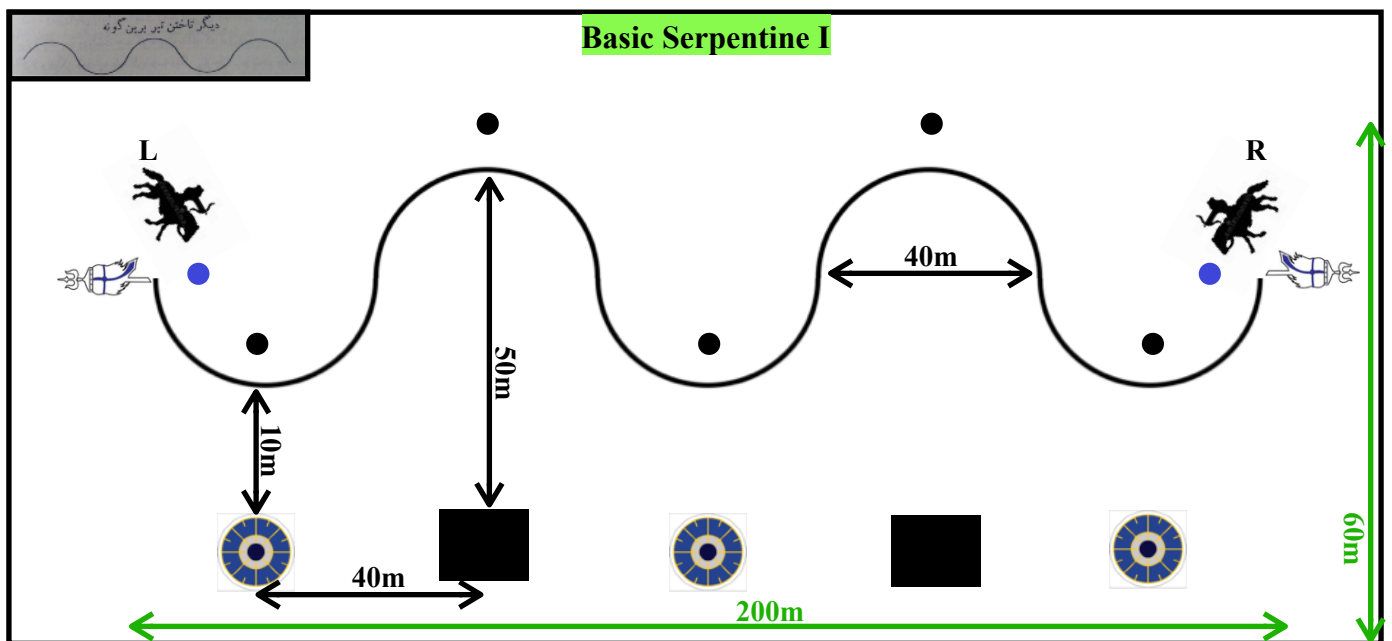 دیگر تاختن تیر برین گونه
Basic Serpentine I
L
R
40m
50m
10m
40m
60m
200m